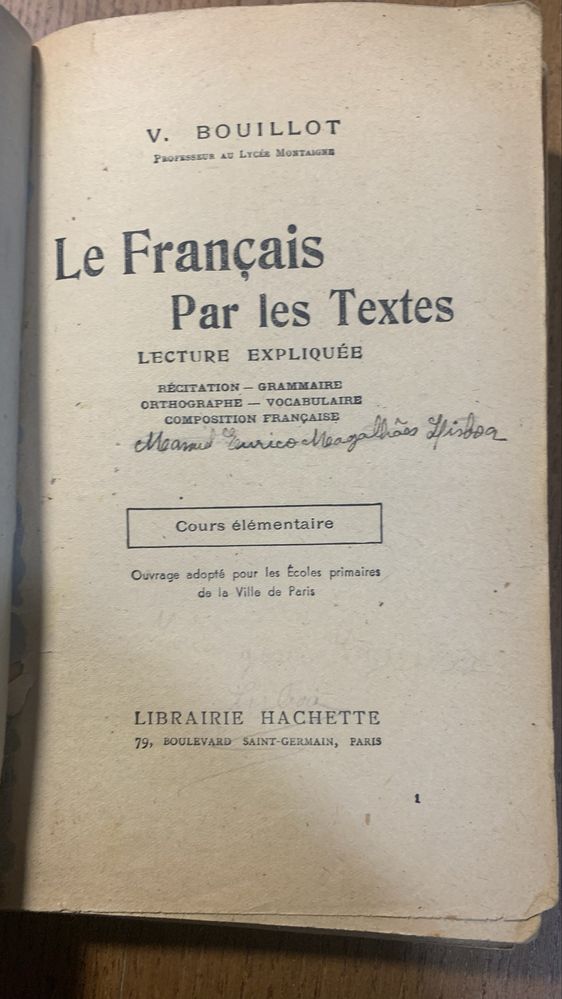 V. BOUILLOT
PROFESSEUR AU LYCÉE MONTAIGNE
Le Français
Par les Textes
LECTURE EXPLIQUÉE
RÉCITATION — GRAMMAIRE
ORTHOGRAPHE — VOCABULAIRE
COMPOSITION FRANÇAISE
Eurico Magalhães Lisboa
Cours élémentaire
Ouvrage adopté pour les Écoles primaires
de la Ville de Paris
LIBRAIRIE HACHETTE
79, BOULEVARD SAINT-GERMAIN, PARIS
1